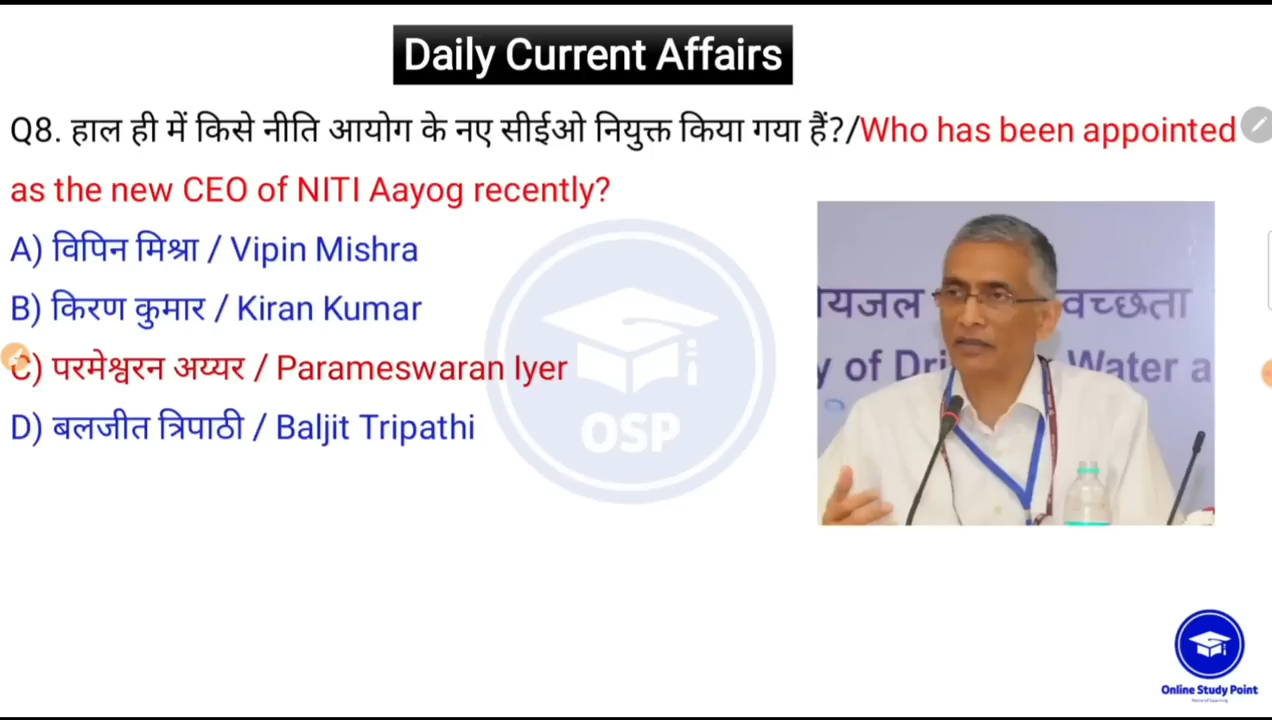 Daily Current Affairs
Q8. हाल ही में किसे नीति आयोग के नए सीईओ नियुक्त किया गया हैं?/Who has been appointed
as the new CEO of NITI Aayog recently?
A) विपिन मिश्रा / Vipin Mishra
B) किरण कुमार / Kiran Kumar
C) परमेश्वरन अय्यर / Parameswaran Iyer
D) बलजीत त्रिपाठी / Baljit Tripathi
OSP
यजल वच्छता
y of Dri Water a
Online Study Point